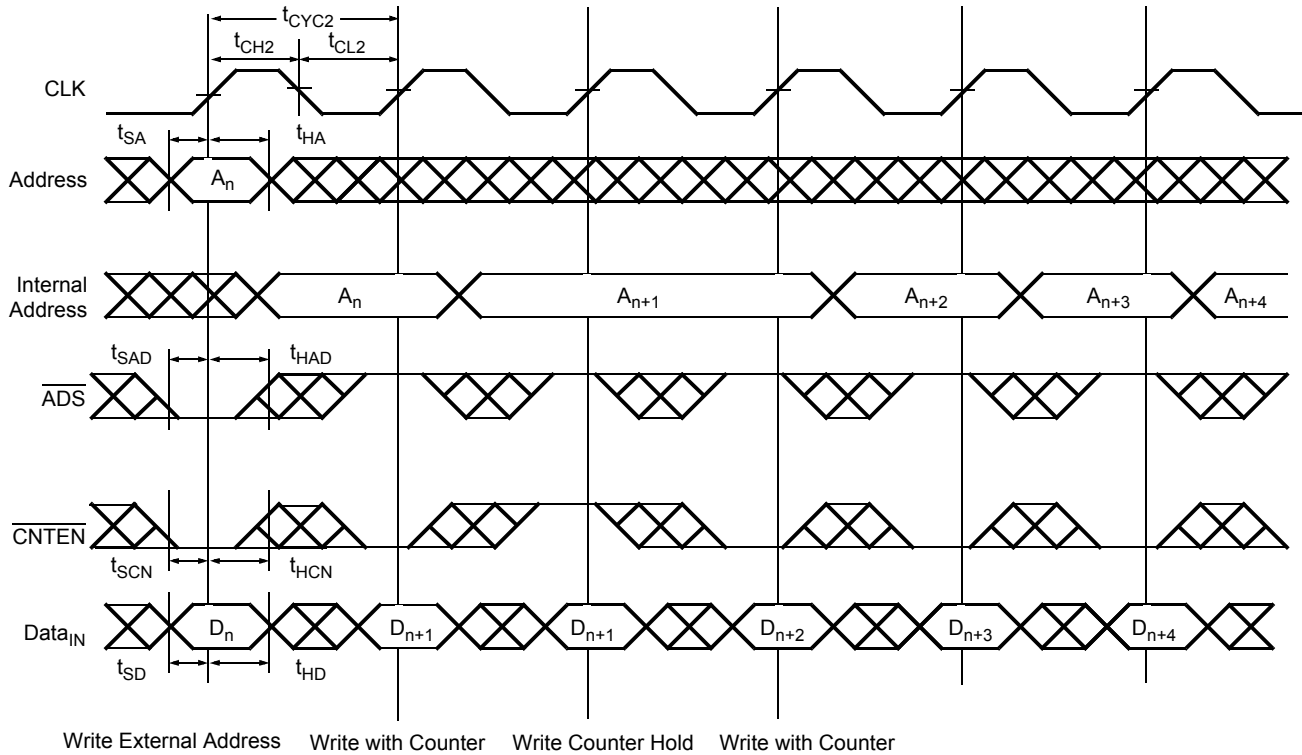 tCYC2
tCH2 tCL2
CLK
tSA tHA
Address An
Internal
Address An An+1 An+2 An+3 An+4
tSAD tHAD
ADS
CNTEN
tSCN tHCN
DataIN Dn Dn+1 Dn+1 Dn+2 Dn+3 Dn+4
tSD tHD
Write External Address Write with Counter Write Counter Hold Write with Counter